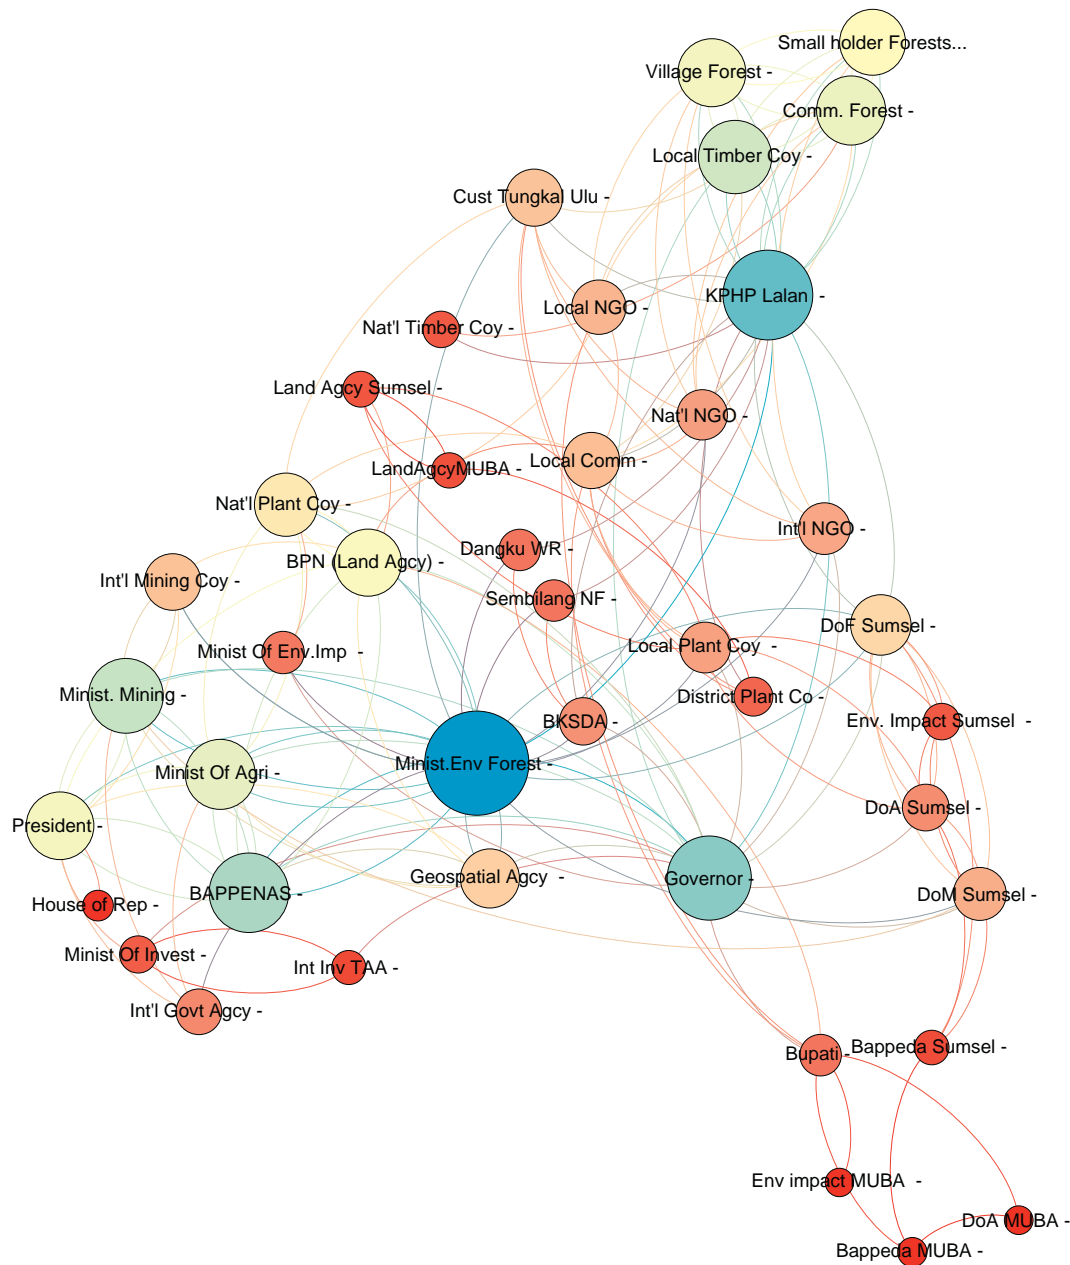 Small holder Forests...
Village Forest -
Comm. Forest -
Local Timber Coy -
Cust Tungkal Ulu -
KPHP Lalan -
Local NGO -
Nat'l Timber Coy -
Land Agcy Sumsel -
Nat'l NGO -
LandAgcyMUBA -
Local Comm -
Nat'l Plant Coy -
Int'l NGO -
Dangku WR -
BPN (Land Agcy) -
Int'l Mining Coy -
Sembilang NF -
DoF Sumsel -
Local Plant Coy -
Minist Of Env.Imp -
Minist. Mining -
District Plant Co -
BKSDA -
Env. Impact Sumsel -
Minist.Env Forest -
Minist Of Agri -
DoA Sumsel -
President -
Geospatial Agcy -
Governor -
BAPPENAS -
DoM Sumsel -
House of Rep -
Minist Of Invest -
Int Inv TAA -
Int'l Govt Agcy -
Bupati -
Bappeda Sumsel -
Env impact MUBA -
DoA MUBA -
Bappeda MUBA -